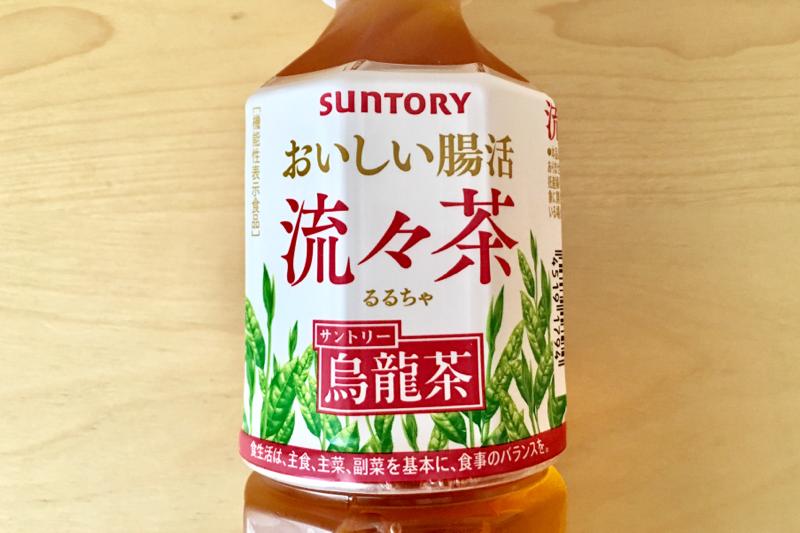 SUNTORY
［機能性表示食品］
おいしい腸活
流々茶
るるちゃ
サントリー
烏龍茶
食生活は、主食、主菜、副菜を基本に、食事のバランスを。
流